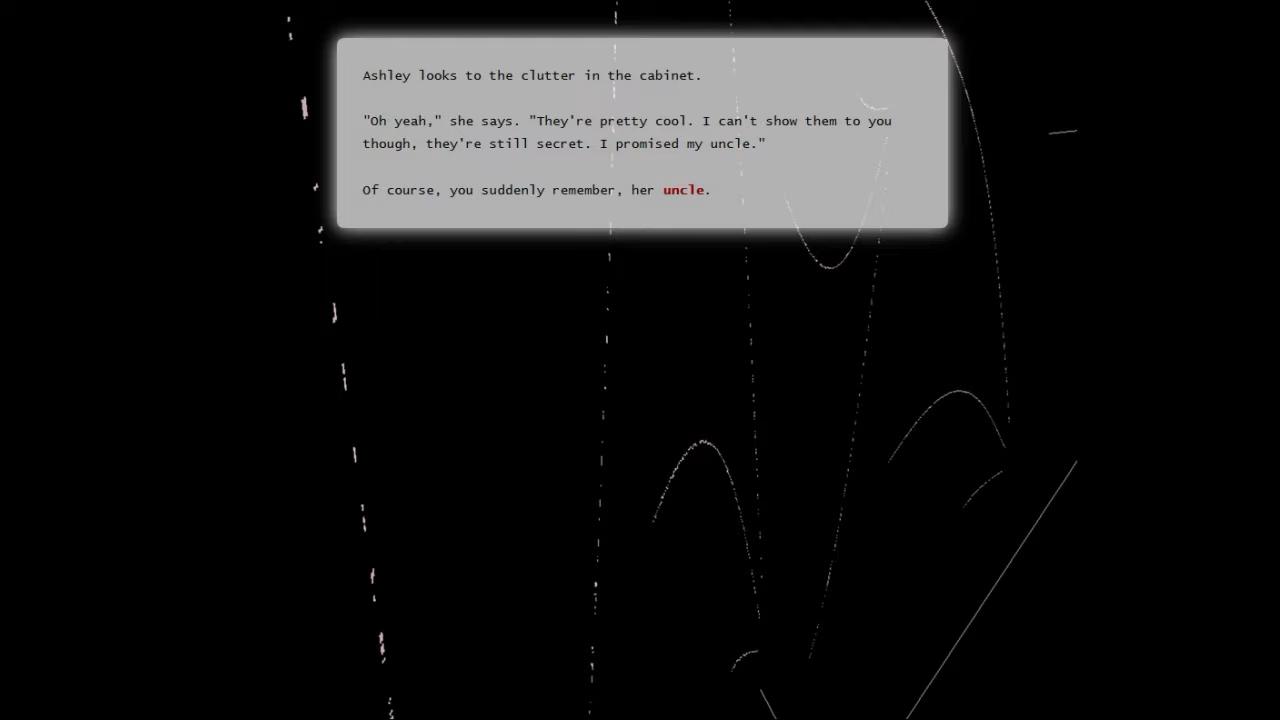 Ashley looks to the clutter in the cabinet.
"Oh yeah," she says. "They're pretty cool. I can't show them to you
though, they're still secret. I promised my uncle."
Of course, you suddenly remember, her uncle.